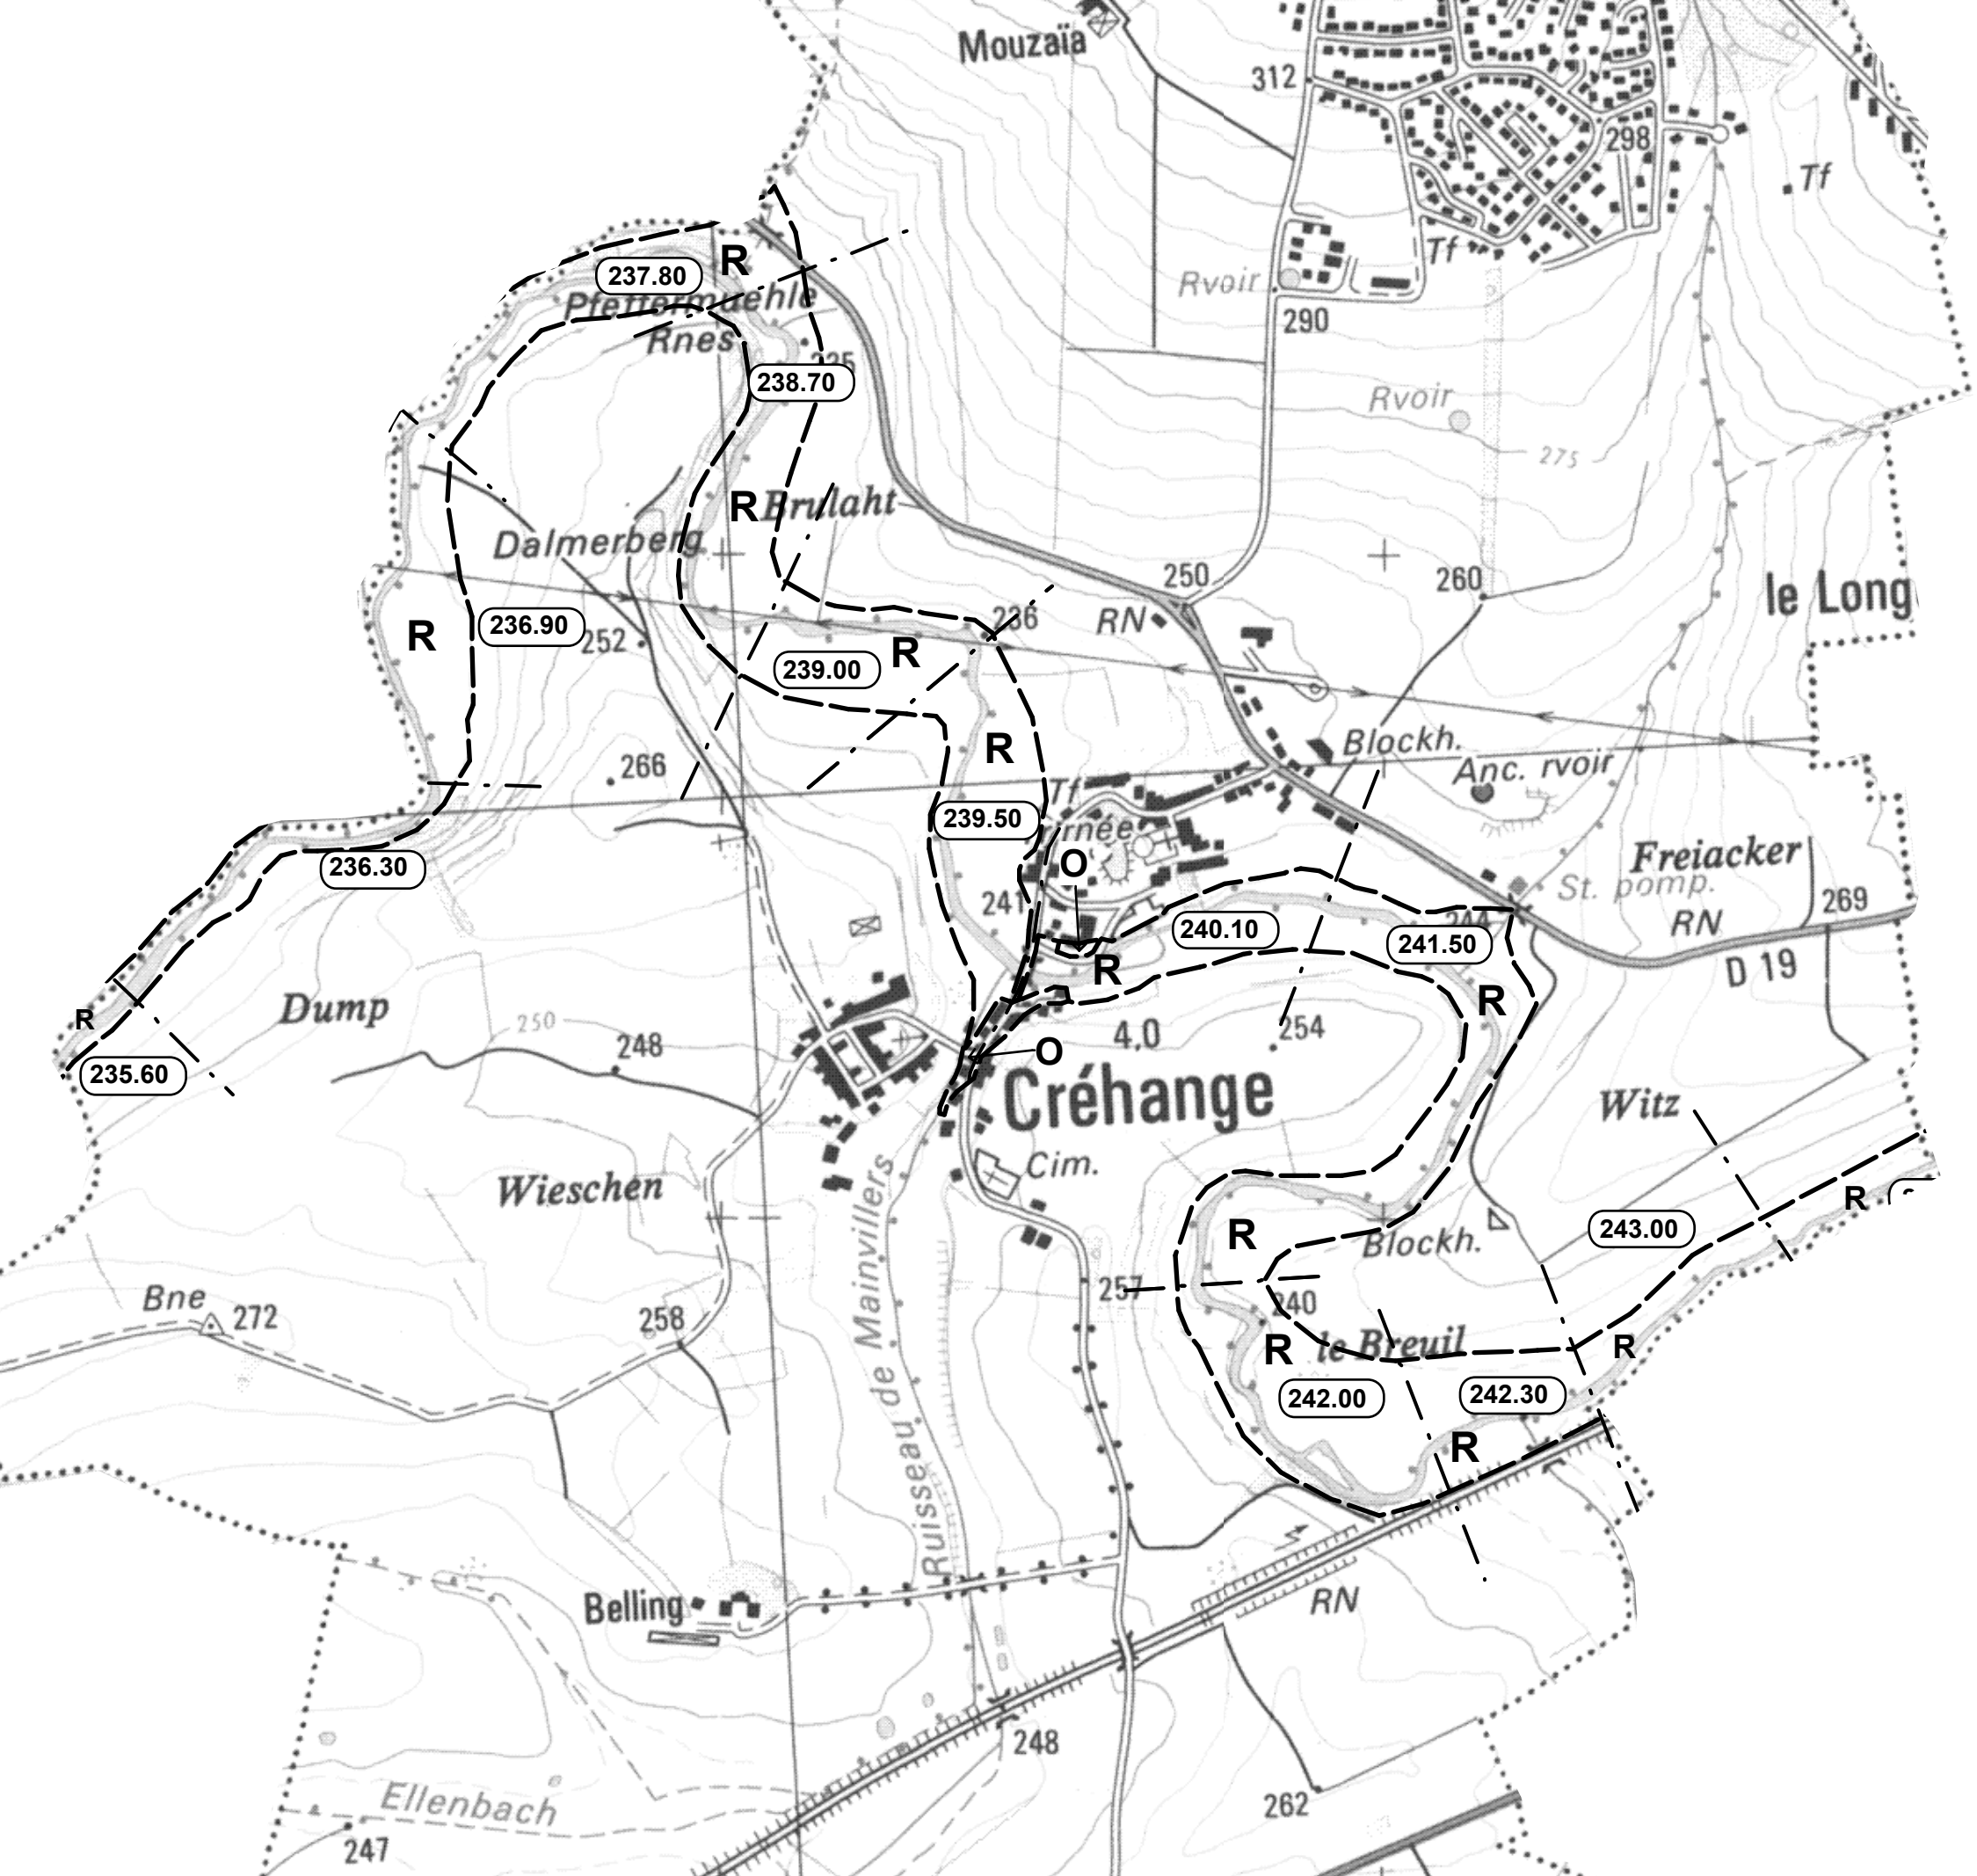 Mouzaïa
312
298
Tf
Tf
R
237.80
Pfeffermuehle
Rnes
Rvoir
290
238.70
Rvoir
275
R
Brulaht
Dalmerberg
250
260
le Long
R
236.90
252
236
RN
R
239.00
R
Blockh.
266
Anc. rvoir
Tf
239.50
Freiacker
236.30
O
St. pomp.
241
RN
269
240.10
244
241.50
R
D 19
Dump
R
R
250
248
4,0
254
O
235.60
Créhange
Witz
Cim.
Wieschen
Ruisseau de Mainvillers
R
R
243.00
Blockh.
Bne
272
258
257
240
R
le Breuil
R
242.00
242.30
R
Belling
RN
248
Ellenbach
262
247